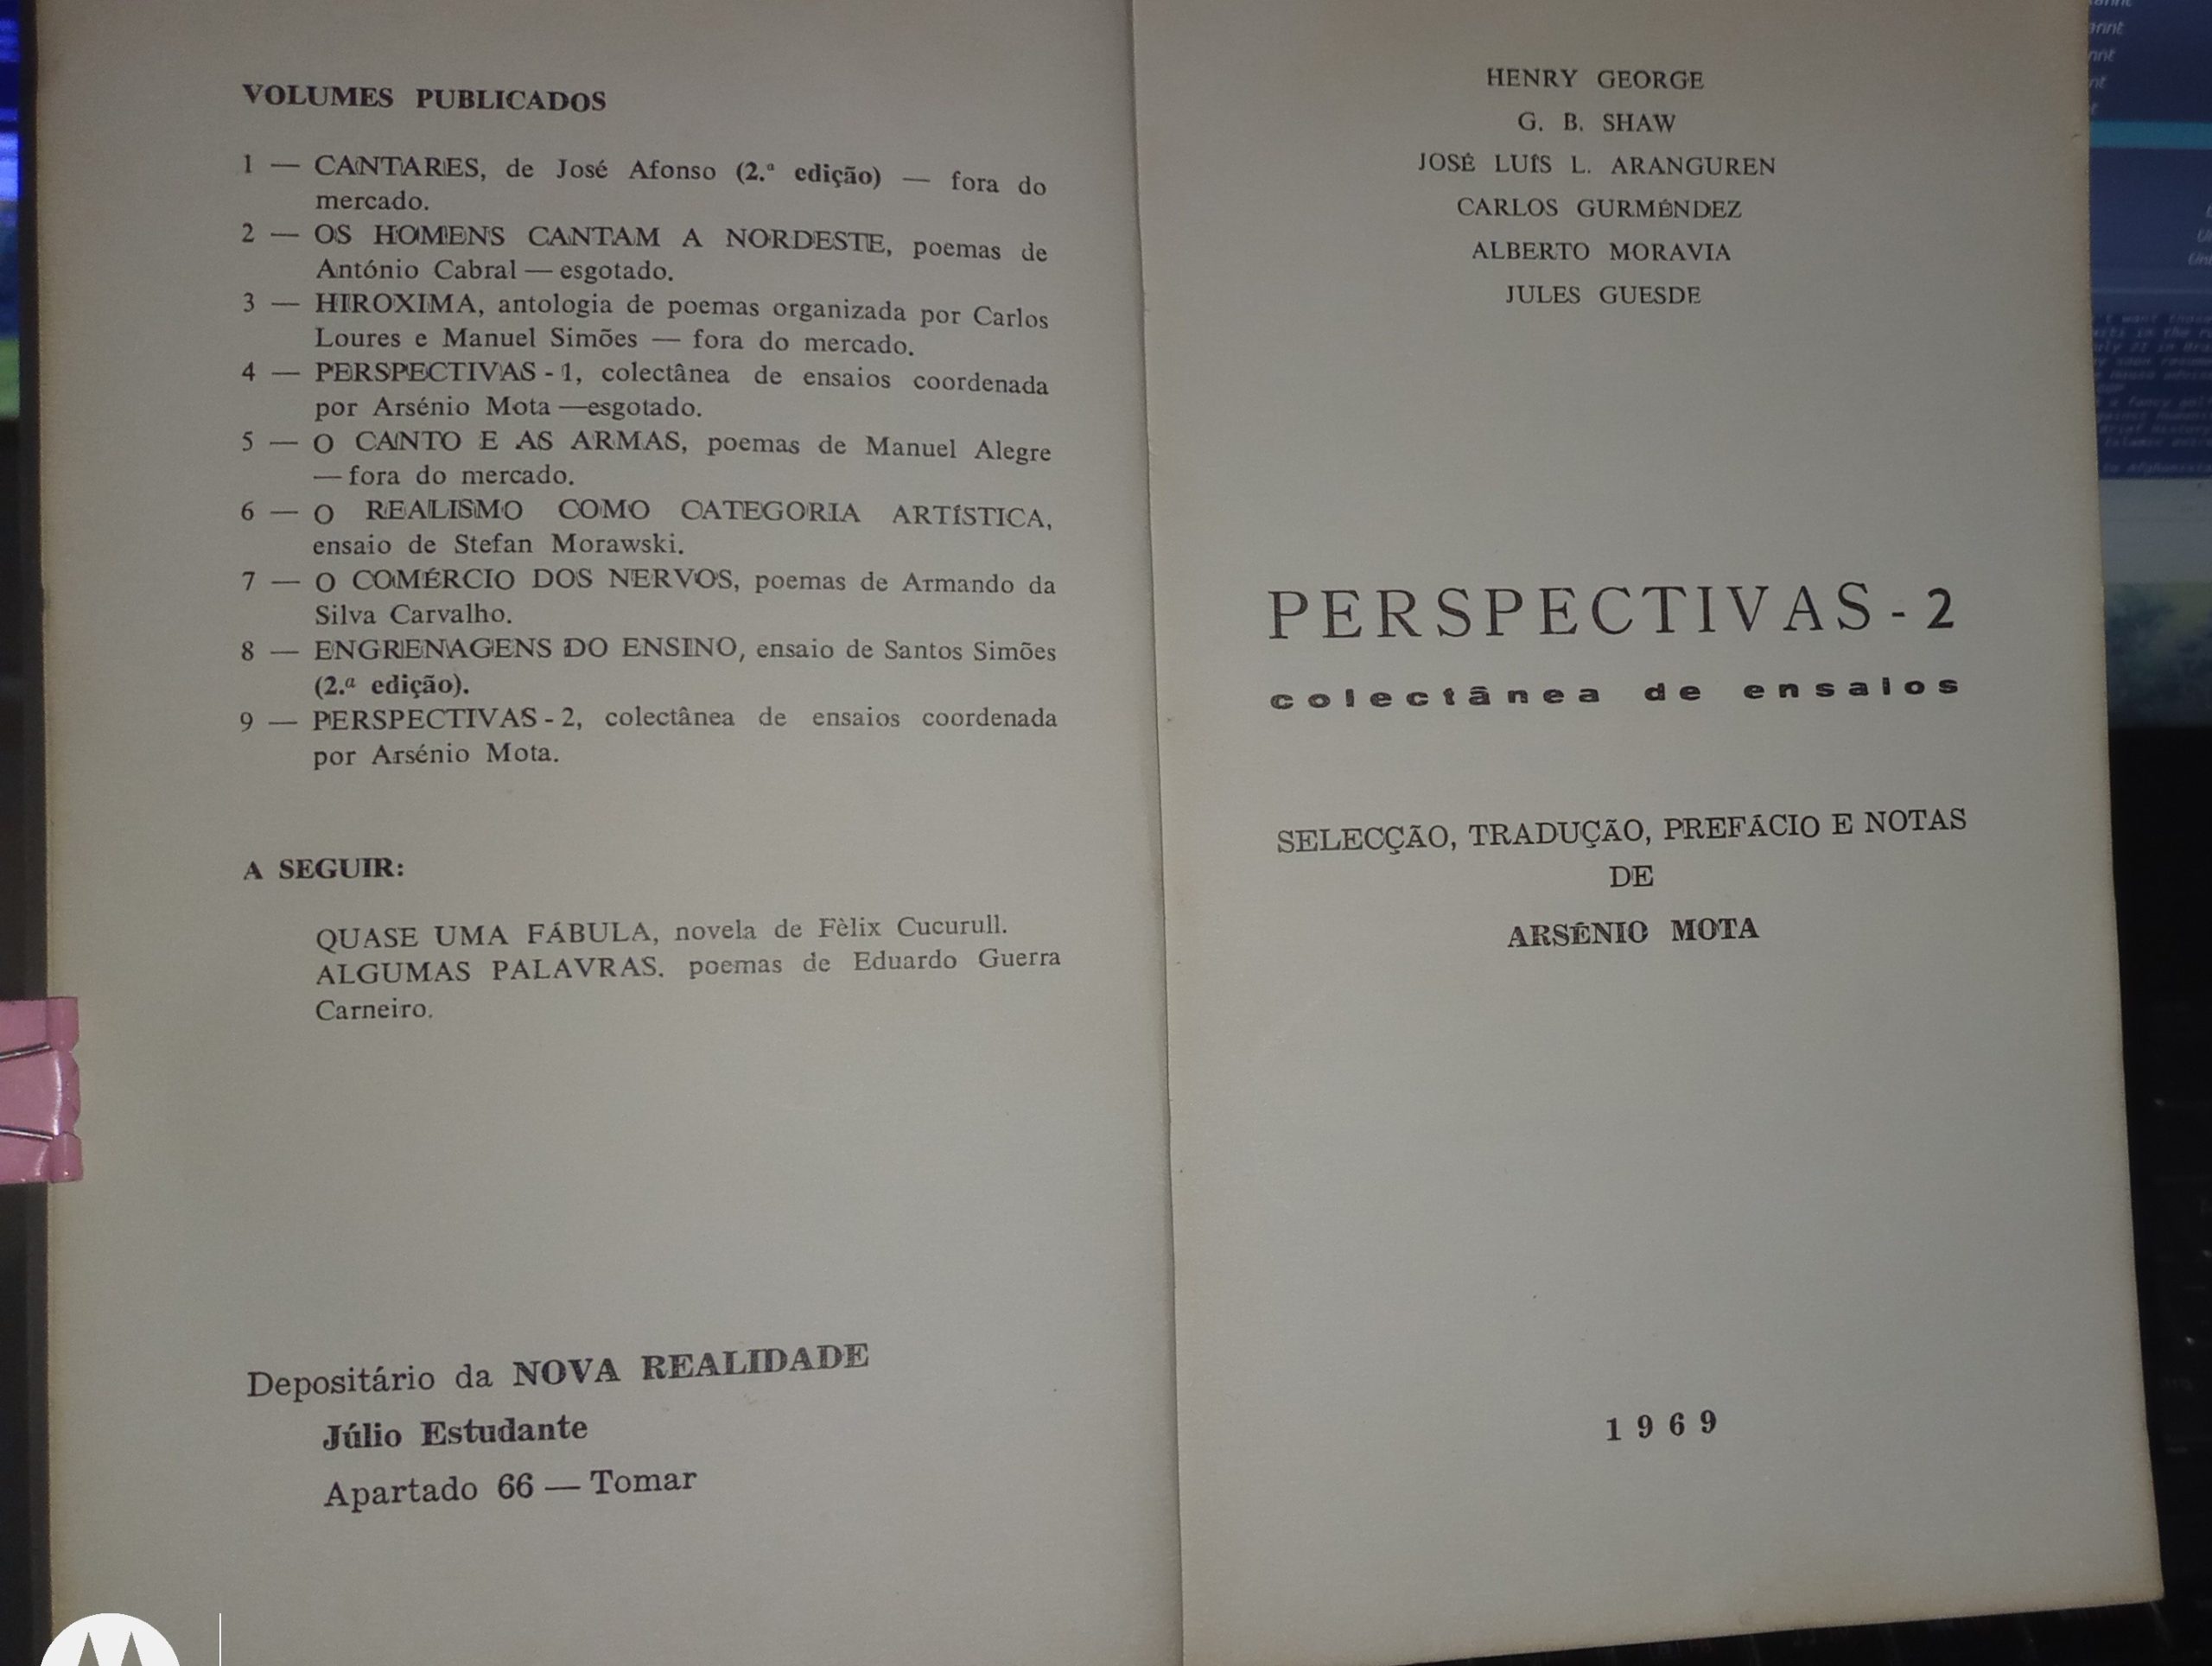 VOLUMES PUBLICADOS
1 — CANTARES, de José Afonso (2.ª edição) — fora do
mercado.
2 — OS HOMENS CANTAM A NORDESTE, poemas de
António Cabral — esgotado.
3 — HIROXIMA, antologia de poemas organizada por Carlos
Loures e Manuel Simões — fora do mercado.
4 — PERSPECTIVAS - 1, colectânea de ensaios coordenada
por Arsénio Mota —esgotado.
5 — O CANTO E AS ARMAS, poemas de Manuel Alegre
— fora do mercado.
6 — O REALISMO COMO CATEGORIA ARTÍSTICA,
ensaio de Stefan Morawski.
7 — O COMÉRCIO DOS NERVOS, poemas de Armando da
Silva Carvalho.
8 — ENGRENAGENS DO ENSINO, ensaio de Santos Simões
(2.ª edição).
9 — PERSPECTIVAS - 2, colectânea de ensaios coordenada
por Arsénio Mota.
A SEGUIR:
QUASE UMA FÁBULA, novela de Fèlix Cucurull.
ALGUMAS PALAVRAS. poemas de Eduardo Guerra
Carneiro.
Depositário da NOVA REALIDADE
Júlio Estudante
Apartado 66 — Tomar
HENRY GEORGE
G. B. SHAW
JOSÉ LUÍS L. ARANGUREN
CARLOS GURMÉNDEZ
ALBERTO MORAVIA
JULES GUESDE
PERSPECTIVAS - 2
colectânea de ensaios
SELECÇÃO, TRADUÇÃO, PREFÁCIO E NOTAS
DE
ARSÉNIO MOTA
1969